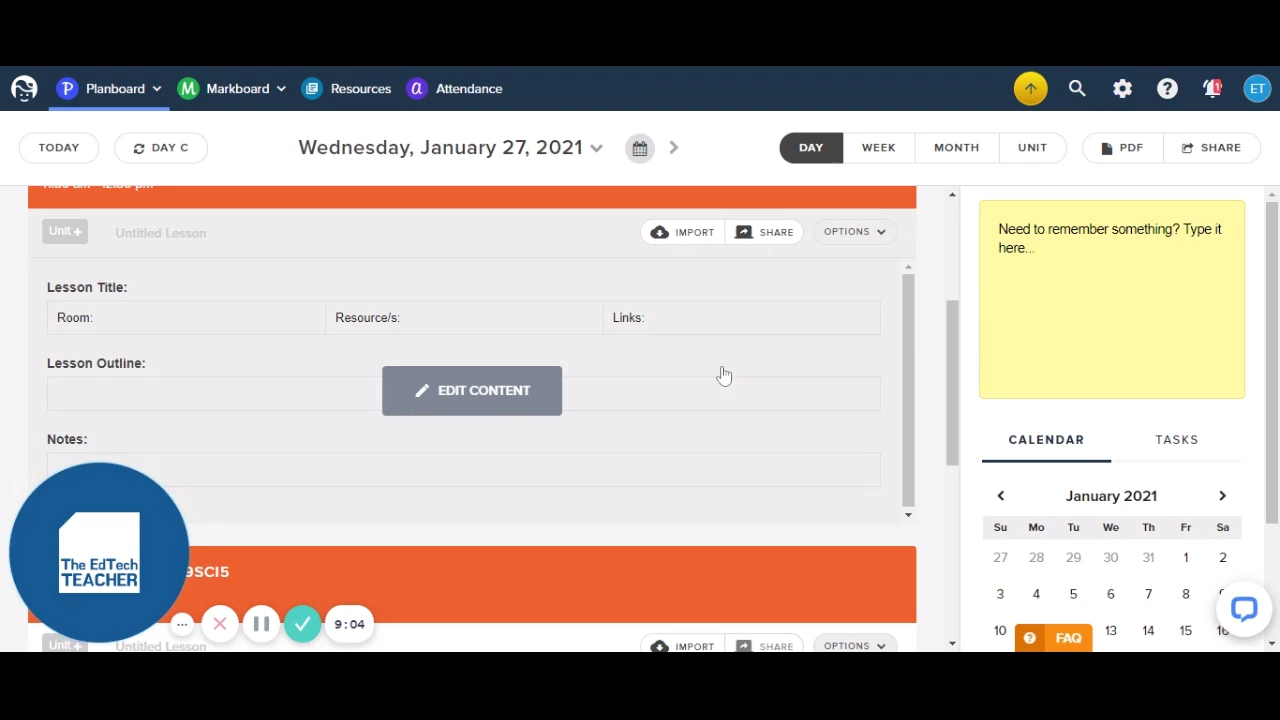 Planboard
Markboard
Resources
Attendance
1
ET
TODAY
DAY C
Wednesday, January 27, 2021
DAY
WEEK
MONTH
UNIT
PDF
SHARE
Unit +
Untitled Lesson
IMPORT
SHARE
OPTIONS
Lesson Title:
Room:
Resource/s:
Links:
Lesson Outline:
EDIT CONTENT
Notes:
Need to remember something? Type it
here...
CALENDAR
TASKS
January 2021
Su Mo Tu We Th Fr Sa
27 28 29 30 31 1 2
3 4 5 6 7 8
10 13 14 15
FAQ
The EdTech
TEACHER
9SCI5
9:04
Unit +
Untitled Lesson
IMPORT
SHARE
OPTIONS